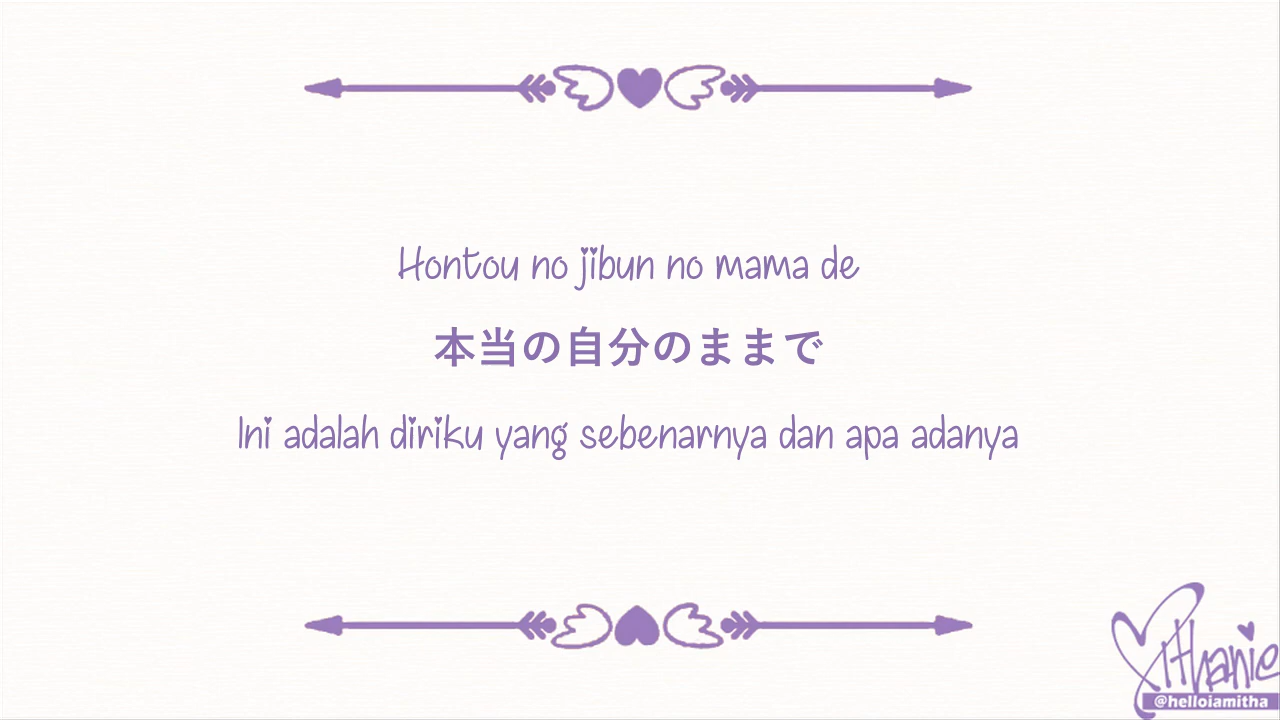 Hontou no jibun no mama de
本当の自分のままで
Ini adalah diriku yang sebenarnya dan apa adanya
Mithanie
@helloiamitha